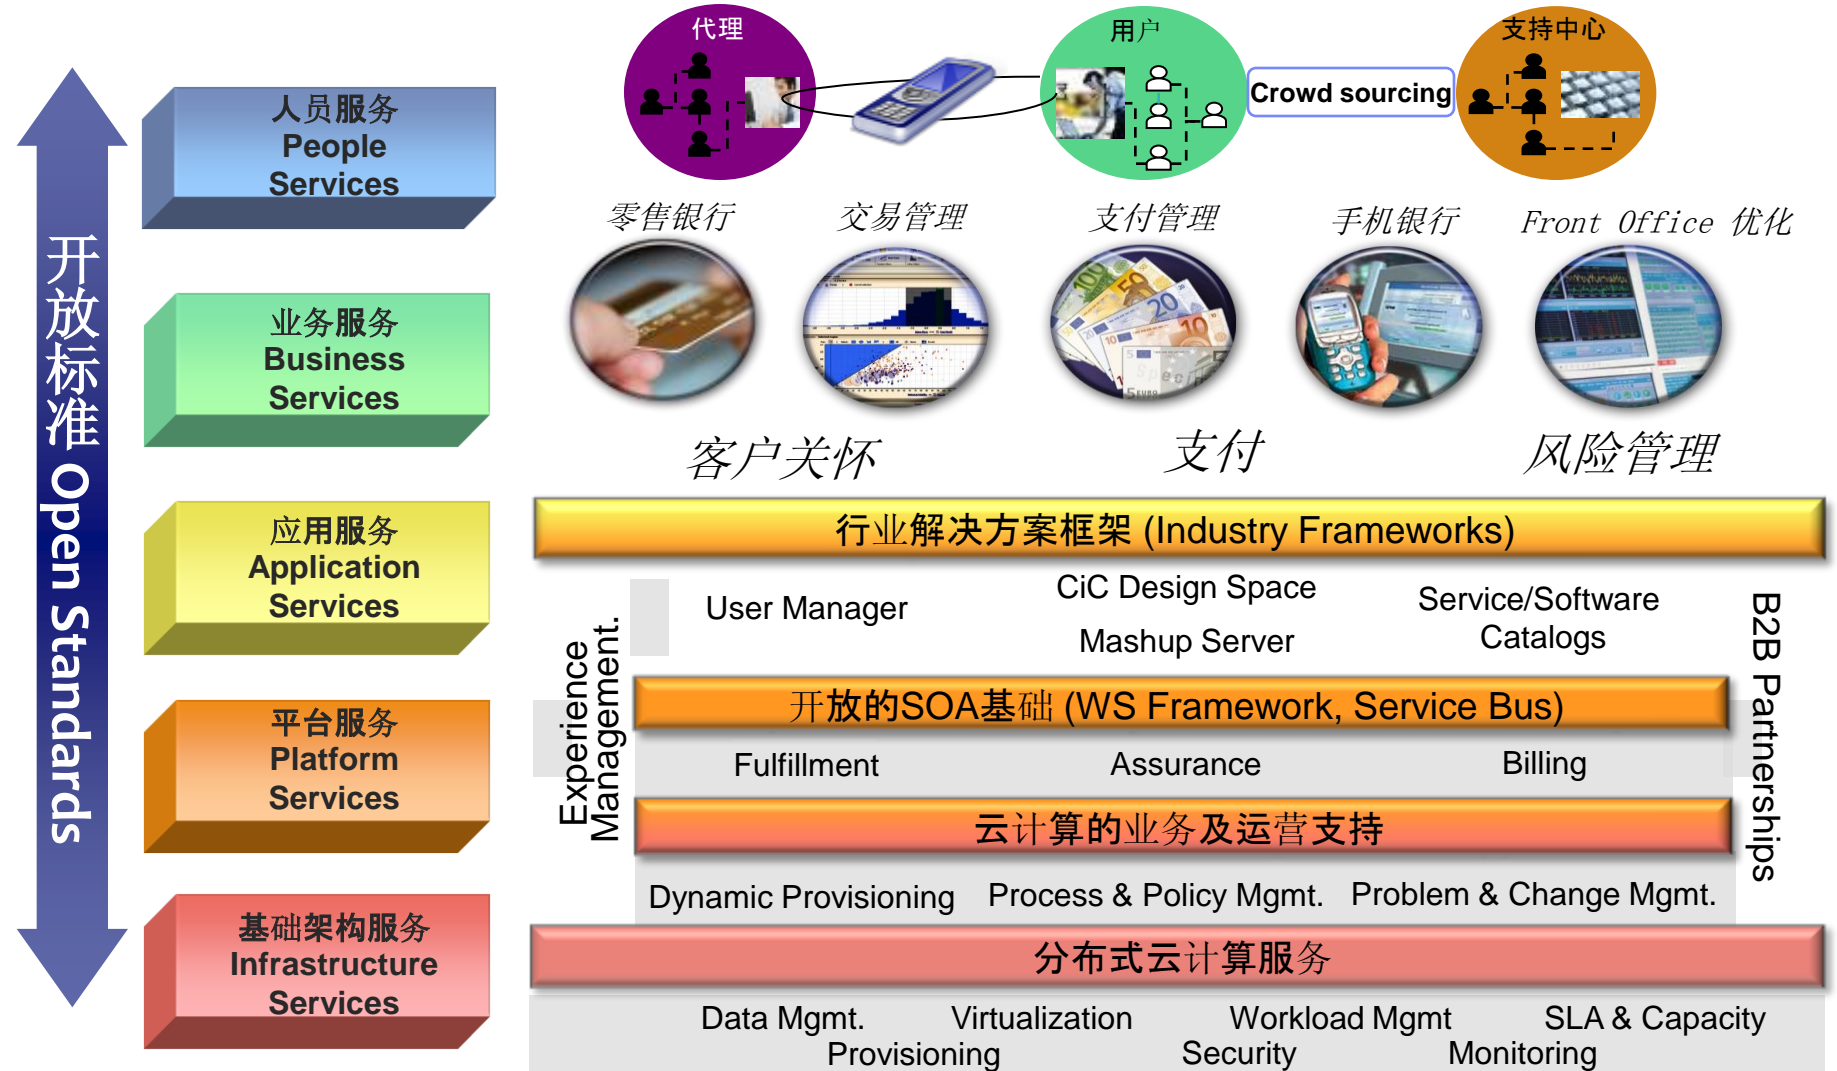 代理
用户
支持中心
Crowd sourcing
人员服务
People
Services
零售银行
交易管理
支付管理
手机银行
Front Office 优化
开放标准 Open Standards
业务服务
Business
Services
客户关怀
支付
风险管理
应用服务
Application
Services
行业解决方案框架 (Industry Frameworks)
User Manager
CiC Design Space
Mashup Server
Service/Software
Catalogs
Experience
Management.
B2B Partnerships
平台服务
Platform
Services
开放的SOA基础 (WS Framework, Service Bus)
Fulfillment
Assurance
Billing
云计算的业务及运营支持
Dynamic Provisioning
Process & Policy Mgmt.
Problem & Change Mgmt.
基础架构服务
Infrastructure
Services
分布式云计算服务
Data Mgmt.
Virtualization
Workload Mgmt
SLA & Capacity
Provisioning
Security
Monitoring